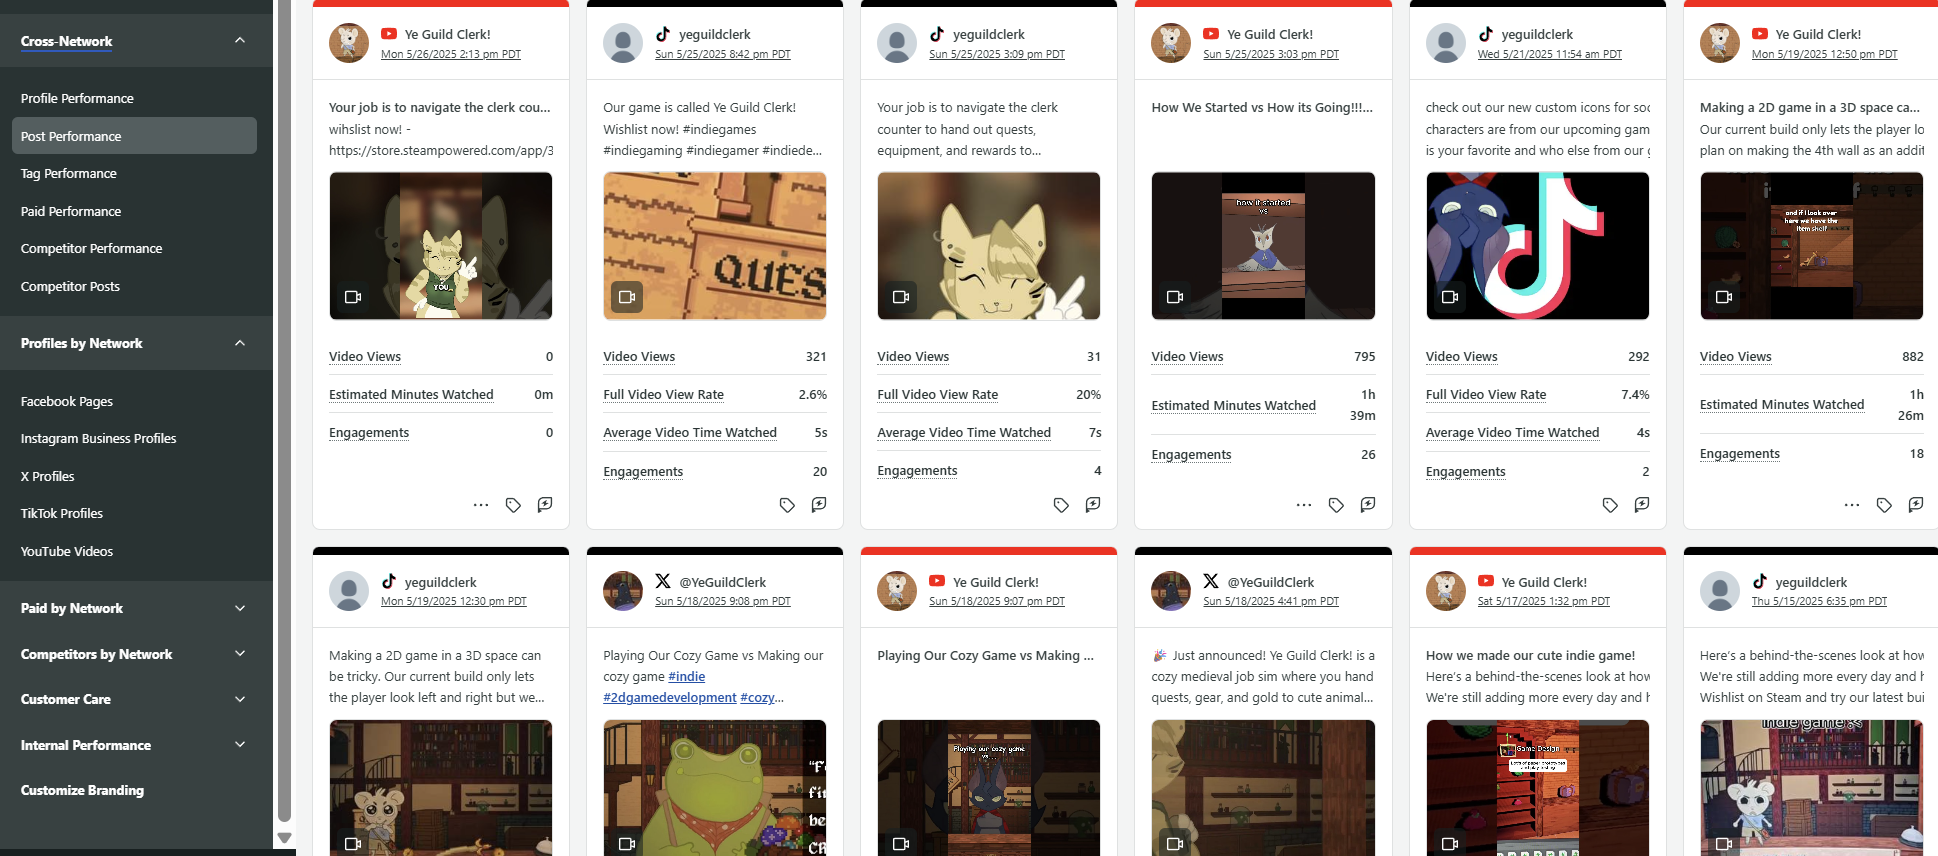 Cross-Network
Profile Performance
Post Performance
Tag Performance
Paid Performance
Competitor Performance
Competitor Posts
Profiles by Network
Facebook Pages
Instagram Business Profiles
X Profiles
TikTok Profiles
YouTube Videos
Paid by Network
Competitors by Network
Customer Care
Internal Performance
Customize Branding
Ye Guild Clerk!
Mon 5/26/2025 2:13 pm PDT
Your job is to navigate the clerk cou...
wihslist now! -
https://store.steampowered.com/app/3
YOU
Video Views 0
Estimated Minutes Watched 0m
Engagements 0
yeguildclerk
Sun 5/25/2025 8:42 pm PDT
Our game is called Ye Guild Clerk!
Wishlist now! #indiegames
#indiegaming #indiegamer #indiede...
QUES
Video Views 321
Full Video View Rate 2.6%
Average Video Time Watched 5s
Engagements 20
yeguildclerk
Sun 5/25/2025 3:09 pm PDT
Your job is to navigate the clerk
counter to hand out quests,
equipment, and rewards to...
Video Views 31
Full Video View Rate 20%
Average Video Time Watched 7s
Engagements 4
Ye Guild Clerk!
Sun 5/25/2025 3:03 pm PDT
How We Started vs How its Going!!!...
how it started
vs
Video Views 795
Estimated Minutes Watched 1h
39m
Engagements 26
yeguildclerk
Wed 5/21/2025 11:54 am PDT
check out our new custom icons for soc
characters are from our upcoming gam
is your favorite and who else from our g
Video Views 292
Full Video View Rate 7.4%
Average Video Time Watched 4s
Engagements 2
Ye Guild Clerk!
Mon 5/19/2025 12:50 pm PDT
Making a 2D game in a 3D space ca...
Our current build only lets the player lo
plan on making the 4th wall as an addit
and if I look over
here we have the
item shelf
Video Views 882
Estimated Minutes Watched 1h
26m
Engagements 18
yeguildclerk
Mon 5/19/2025 12:30 pm PDT
Making a 2D game in a 3D space can
be tricky. Our current build only lets
the player look left and right but we...
@YeGuildClerk
Sun 5/18/2025 9:08 pm PDT
Playing Our Cozy Game vs Making our
cozy game #indie
#2dgamedevelopment #cozy...
Ye Guild Clerk!
Sun 5/18/2025 9:07 pm PDT
Playing Our Cozy Game vs Making ...
Playing our cozy game
vs...
@YeGuildClerk
Sun 5/18/2025 4:41 pm PDT
🎉 Just announced! Ye Guild Clerk! is a
cozy medieval job sim where you hand
quests, gear, and gold to cute animal...
Ye Guild Clerk!
Sat 5/17/2025 1:32 pm PDT
How we made our cute indie game!
Here's a behind-the-scenes look at how
We're still adding more every day and h
Game Design
Lots of paper prototypes
and play testing
yeguildclerk
Thu 5/15/2025 6:35 pm PDT
Here's a behind-the-scenes look at how
We're still adding more every day and h
Wishlist on Steam and try our latest bui
indie game